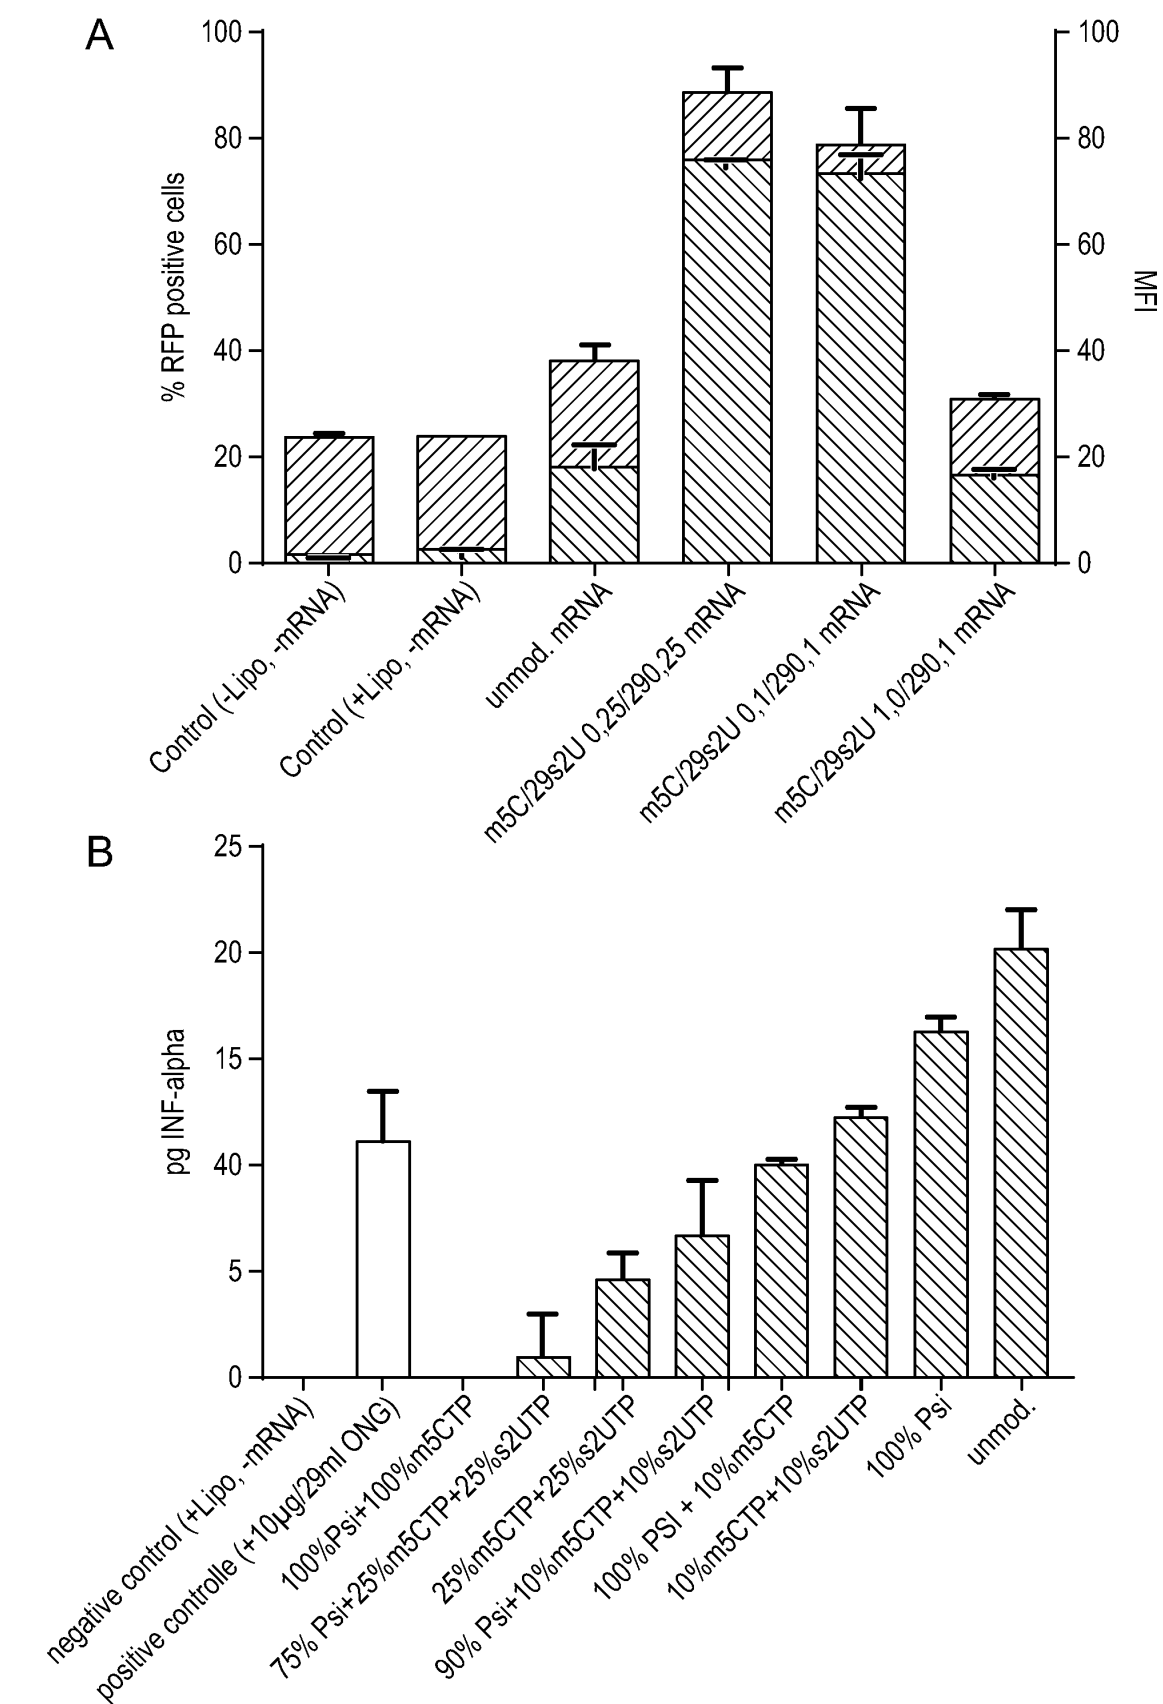 A
100
80
60
40
20
0
% RFP positive cells
100
80
60
40
20
0
MFI
Control (-Lipo, -mRNA)
Control (+Lipo, -mRNA)
unmod. mRNA
m5C/29s2U 0,25/290,25 mRNA
m5C/29s2U 0,1/290,1 mRNA
m5C/29s2U 1,0/290,1 mRNA
B
25
20
15
40
5
0
pg INF-alpha
negative control (+Lipo, -mRNA)
positive controlle (+10µg/29ml ONG)
100%Psi+100%m5CTP
75% Psi+25%m5CTP+25%s2UTP
25%m5CTP+25%s2UTP
90% Psi+10%m5CTP+10%s2UTP
100% PSI + 10%m5CTP
10%m5CTP+10%s2UTP
100% Psi
unmod.